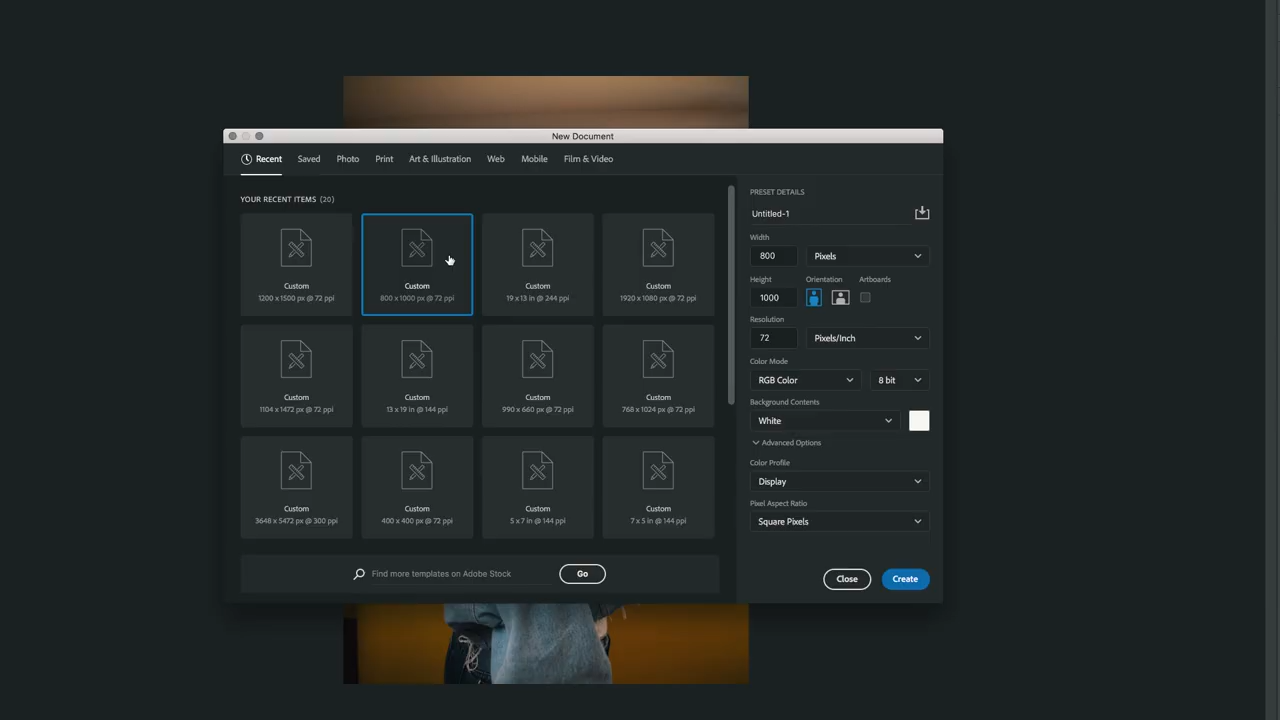 New Document
Recent Saved Photo Print Art & Illustration Web Mobile Film & Video
YOUR RECENT ITEMS (20)
Custom
1200 x 1500 px @ 72 ppi
Custom
800 x 1000 px @ 72 ppi
Custom
19 x 13 in @ 244 ppi
Custom
1920 x 1080 px @ 72 ppi
Custom
1104 x 1472 px @ 72 ppi
Custom
13 x 19 in @ 144 ppi
Custom
990 x 660 px @ 72 ppi
Custom
768 x 1024 px @ 72 ppi
Custom
3648 x 5472 px @ 300 ppi
Custom
400 x 400 px @ 72 ppi
Custom
5 x 7 in @ 144 ppi
Custom
7 x 5 in @ 144 ppi
Find more templates on Adobe Stock Go
PRESET DETAILS
Untitled-1
Width
800 Pixels
Height Orientation Artboards
1000
Resolution
72 Pixels/Inch
Color Mode
RGB Color 8 bit
Background Contents
White
Advanced Options
Color Profile
Display
Pixel Aspect Ratio
Square Pixels
Close Create